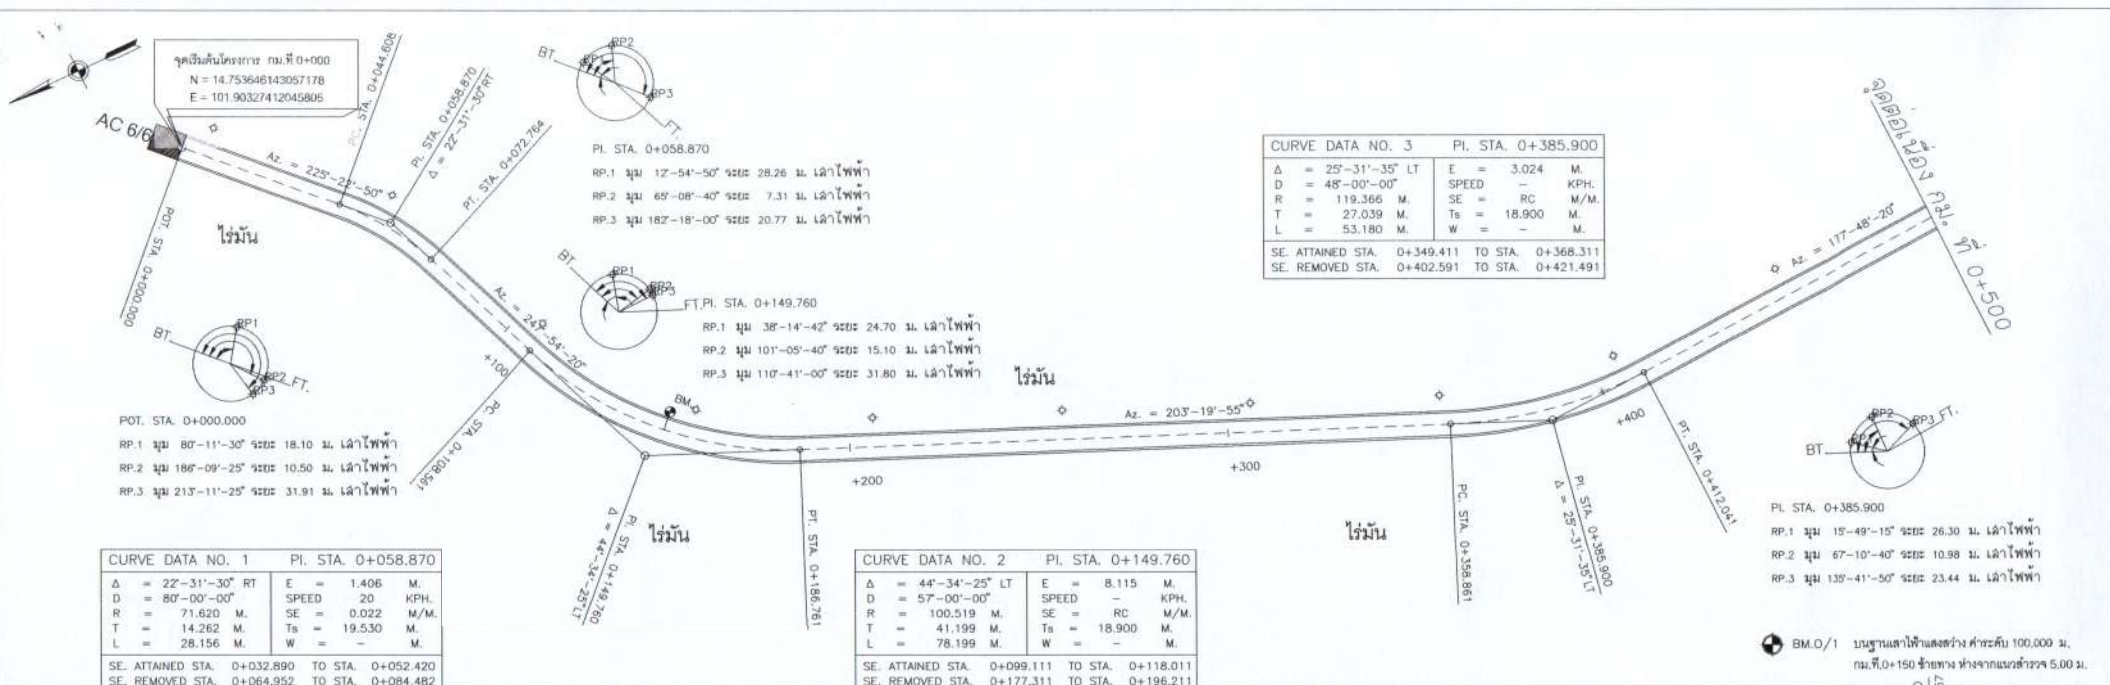 จุดเริ่มต้นโครงการ กม.ที่ 0+000
N = 14.753646143057178
E = 101.90327412045805
AC 6/6
POT. STA. 0+000.000
Az. = 225°-22'-50"
ไร่มัน
PC. STA. 0+044.608
PI. STA. 0+058.870
Δ = 22°-31'-30" RT
PT. STA. 0+072.764
BT.
RP1
RP2
RP3
FT.
PI. STA. 0+058.870
RP.1 มุม 12°-54'-50" ระยะ 28.26 ม. เสาไฟฟ้า
RP.2 มุม 65°-08'-40" ระยะ 7.31 ม. เสาไฟฟ้า
RP.3 มุม 182°-18'-00" ระยะ 20.77 ม. เสาไฟฟ้า
BT.
RP1
RP2
RP3
FT.
PI. STA. 0+149.760
RP.1 มุม 38°-14'-42" ระยะ 24.70 ม. เสาไฟฟ้า
RP.2 มุม 101°-05'-40" ระยะ 15.10 ม. เสาไฟฟ้า
RP.3 มุม 110°-41'-00" ระยะ 31.80 ม. เสาไฟฟ้า
BT.
RP1
RP2
RP3
FT.
POT. STA. 0+000.000
RP.1 มุม 80°-11'-30" ระยะ 18.10 ม. เสาไฟฟ้า
RP.2 มุม 186°-09'-25" ระยะ 10.50 ม. เสาไฟฟ้า
RP.3 มุม 213°-11'-25" ระยะ 31.91 ม. เสาไฟฟ้า
+100
PC. STA. 0+108.561
BM.
PI. STA. 0+149.760
Δ = 44°-34'-25" LT
ไร่มัน
PT. STA. 0+186.761
+200
ไร่มัน
Az. = 203°-19'-55"
+300
ไร่มัน
PC. STA. 0+358.861
PI. STA. 0+385.900
Δ = 25°-31'-35" LT
+400
PT. STA. 0+412.041
Az. = 177°-48'-20"
จุดต่อเนื่อง กม. ที่ 0+500
CURVE DATA NO. 3 PI. STA. 0+385.900
Δ = 25°-31'-35" LT E = 3.024 M.
D = 48°-00'-00" SPEED – KPH.
R = 119.366 M. SE = RC M/M.
T = 27.039 M. Ts = 18.900 M.
L = 53.180 M. W = – M.
SE. ATTAINED STA. 0+349.411 TO STA. 0+368.311
SE. REMOVED STA. 0+402.591 TO STA. 0+421.491
BT.
RP2
RP3
FT.
PI. STA. 0+385.900
RP.1 มุม 15°-49'-15" ระยะ 26.30 ม. เสาไฟฟ้า
RP.2 มุม 67°-10'-40" ระยะ 10.98 ม. เสาไฟฟ้า
RP.3 มุม 135°-41'-50" ระยะ 23.44 ม. เสาไฟฟ้า
CURVE DATA NO. 1 PI. STA. 0+058.870
Δ = 22°-31'-30" RT E = 1.406 M.
D = 80°-00'-00" SPEED 20 KPH.
R = 71.620 M. SE = 0.022 M/M.
T = 14.262 M. Ts = 19.530 M.
L = 28.156 M. W = – M.
SE. ATTAINED STA. 0+032.890 TO STA. 0+052.420
SE. REMOVED STA. 0+064.952 TO STA. 0+084.482
CURVE DATA NO. 2 PI. STA. 0+149.760
Δ = 44°-34'-25" LT E = 8.115 M.
D = 57°-00'-00" SPEED – KPH.
R = 100.519 M. SE = RC M/M.
T = 41.199 M. Ts = 18.900 M.
L = 78.199 M. W = – M.
SE. ATTAINED STA. 0+099.111 TO STA. 0+118.011
SE. REMOVED STA. 0+177.311 TO STA. 0+196.211
BM.O/1 บนฐานเสาไฟฟ้าแสงสว่าง ค่าระดับ 100.000 ม.
กม.ที่.0+150 ซ้ายทาง ห่างจากแนวสำรวจ 5.00 ม.